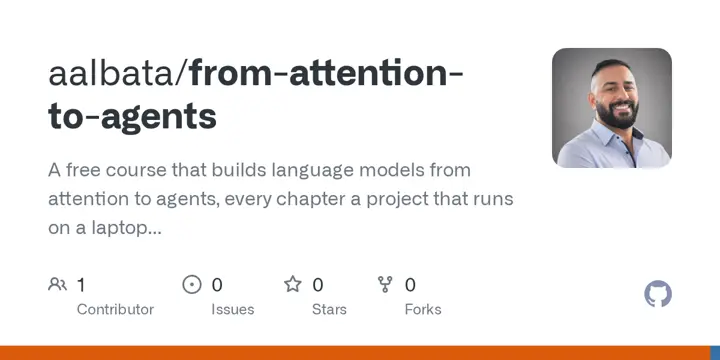 aalbata/from-attention-
to-agents
A free course that builds language models from
attention to agents, every chapter a project that runs
on a laptop...
1
Contributor
0
Issues
0
Stars
0
Forks